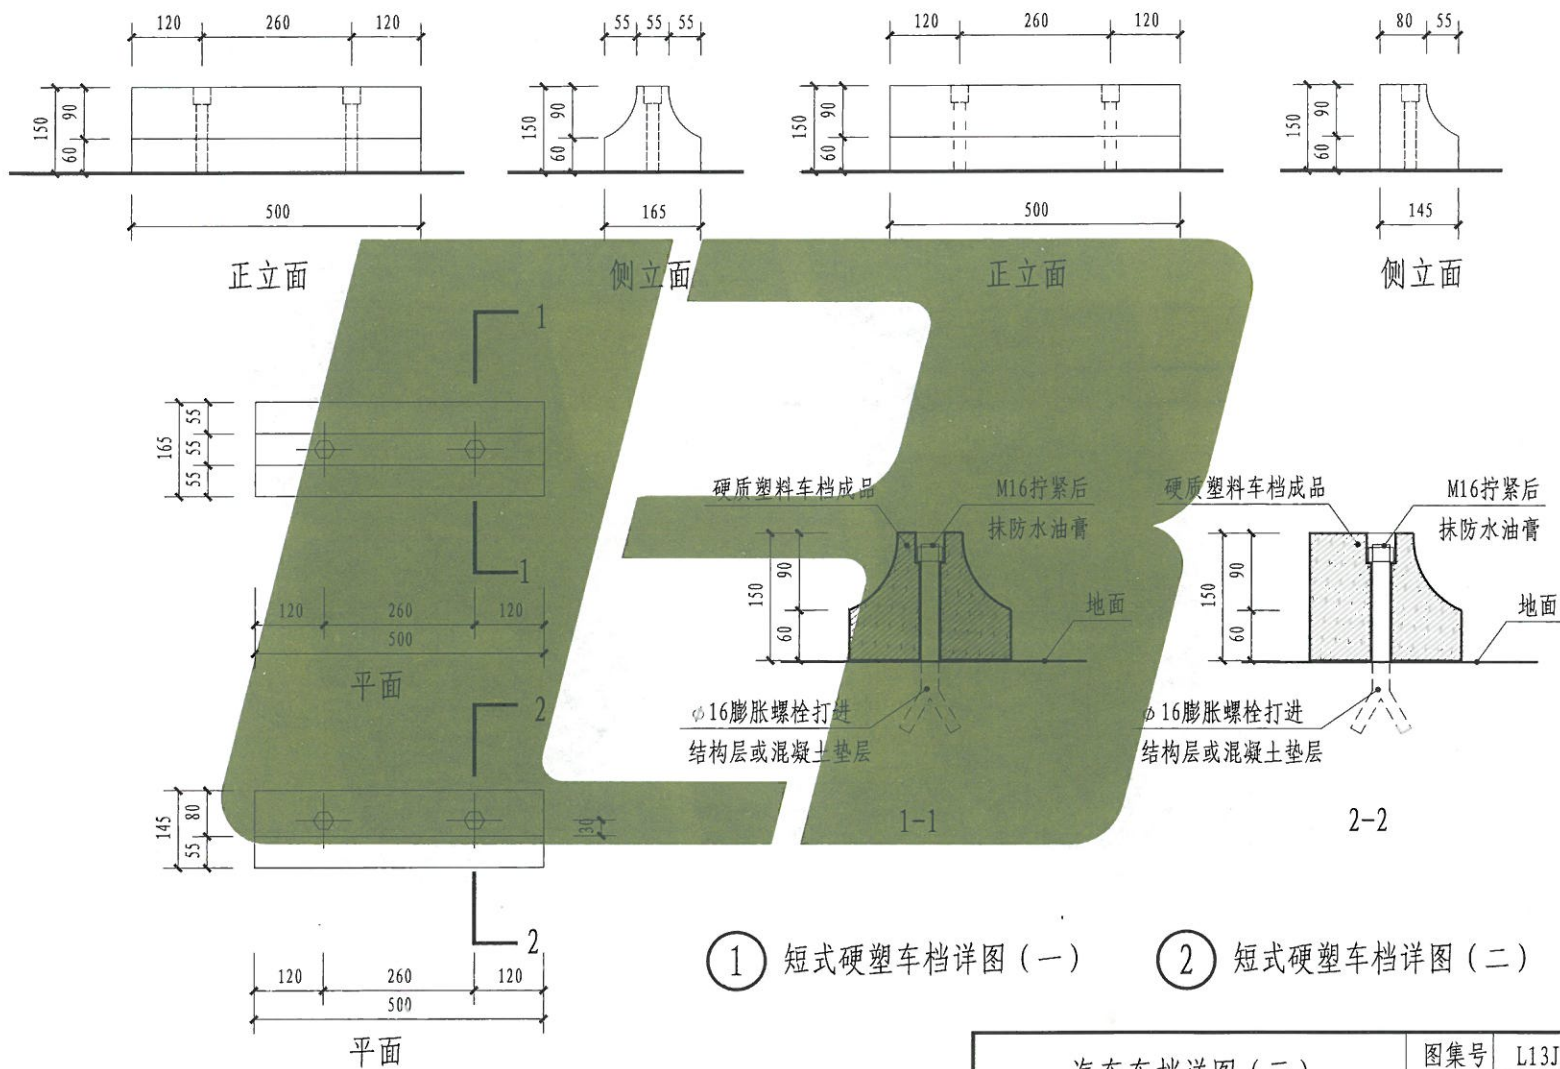 120 260 120
55 55 55
120 260 120
80 55
150 90 60
150 90 60
150 90 60
150 90 60
500
165
500
145
正立面
侧立面
正立面
侧立面
1
165 55 55 55
1
120 260 120
500
平面
硬质塑料车档成品
M16拧紧后
抹防水油膏
150 90 60
地面
φ16膨胀螺栓打进
结构层或混凝土垫层
1-1
硬质塑料车档成品
M16拧紧后
抹防水油膏
150 90 60
地面
φ16膨胀螺栓打进
结构层或混凝土垫层
2-2
2
145 80 55
30
2
120 260 120
500
平面
1 短式硬塑车档详图（一）
2 短式硬塑车档详图（二）
图集号 L13J